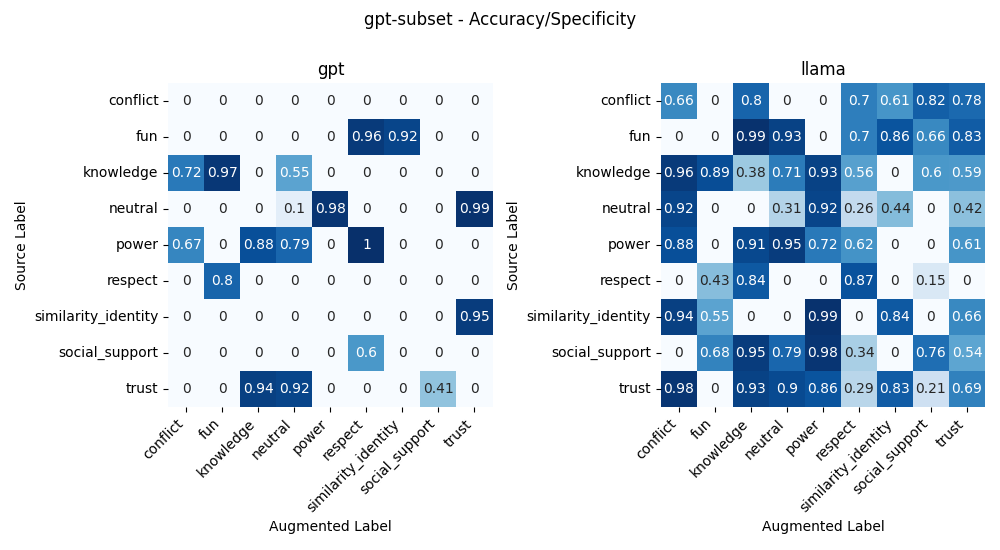 gpt-subset - Accuracy/Specificity
gpt
conflict 0 0 0 0 0 0 0 0 0
fun 0 0 0 0 0 0.96 0.92 0 0
knowledge 0.72 0.97 0 0.55 0 0 0 0 0
neutral 0 0 0 0.1 0.98 0 0 0 0.99
power 0.67 0 0.88 0.79 0 1 0 0 0
respect 0 0.8 0 0 0 0 0 0 0
similarity_identity 0 0 0 0 0 0 0 0 0.95
social_support 0 0 0 0 0 0.6 0 0 0
trust 0 0 0.94 0.92 0 0 0 0.41 0
Source Label
conflict fun knowledge neutral power respect similarity_identity social_support trust
Augmented Label
llama
conflict 0.66 0 0.8 0 0 0.7 0.61 0.82 0.78
fun 0 0 0.99 0.93 0 0.7 0.86 0.66 0.83
knowledge 0.96 0.89 0.38 0.71 0.93 0.56 0 0.6 0.59
neutral 0.92 0 0 0.31 0.92 0.26 0.44 0 0.42
power 0.88 0 0.91 0.95 0.72 0.62 0 0 0.61
respect 0 0.43 0.84 0 0 0.87 0 0.15 0
similarity_identity 0.94 0.55 0 0 0.99 0 0.84 0 0.66
social_support 0 0.68 0.95 0.79 0.98 0.34 0 0.76 0.54
trust 0.98 0 0.93 0.9 0.86 0.29 0.83 0.21 0.69
Source Label
conflict fun knowledge neutral power respect similarity_identity social_support trust
Augmented Label